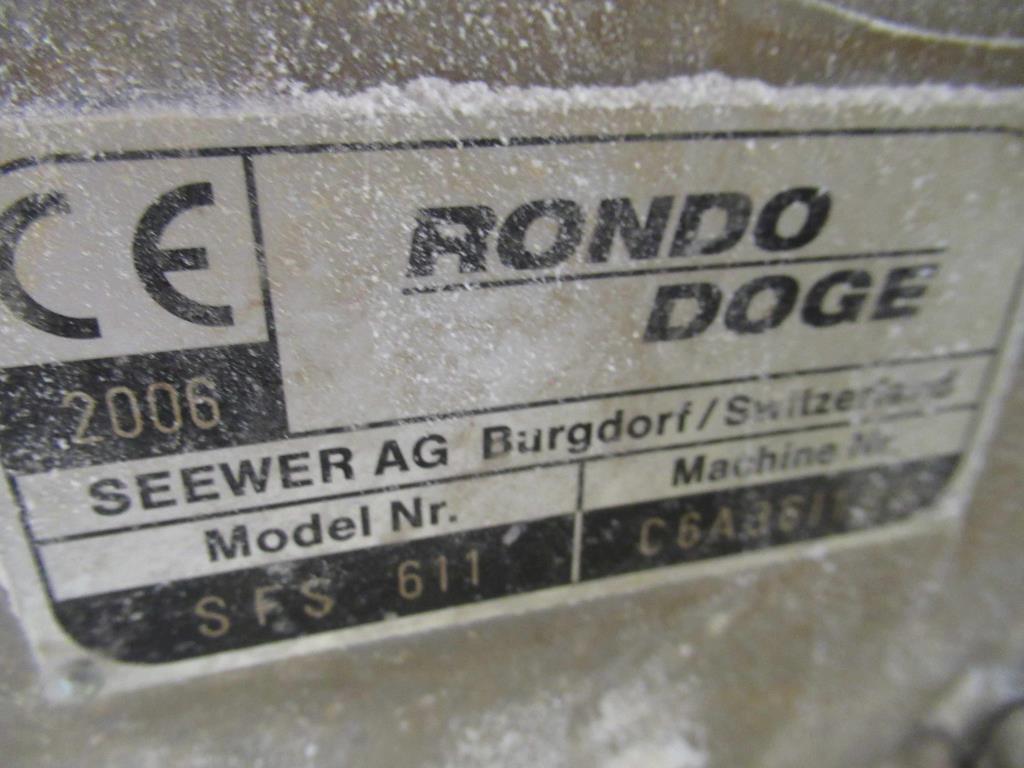 CE
RONDO
DOGE
2006
SEEWER AG Burgdorf/Switzerland
Model Nr.
Machine Nr.
SFS 611